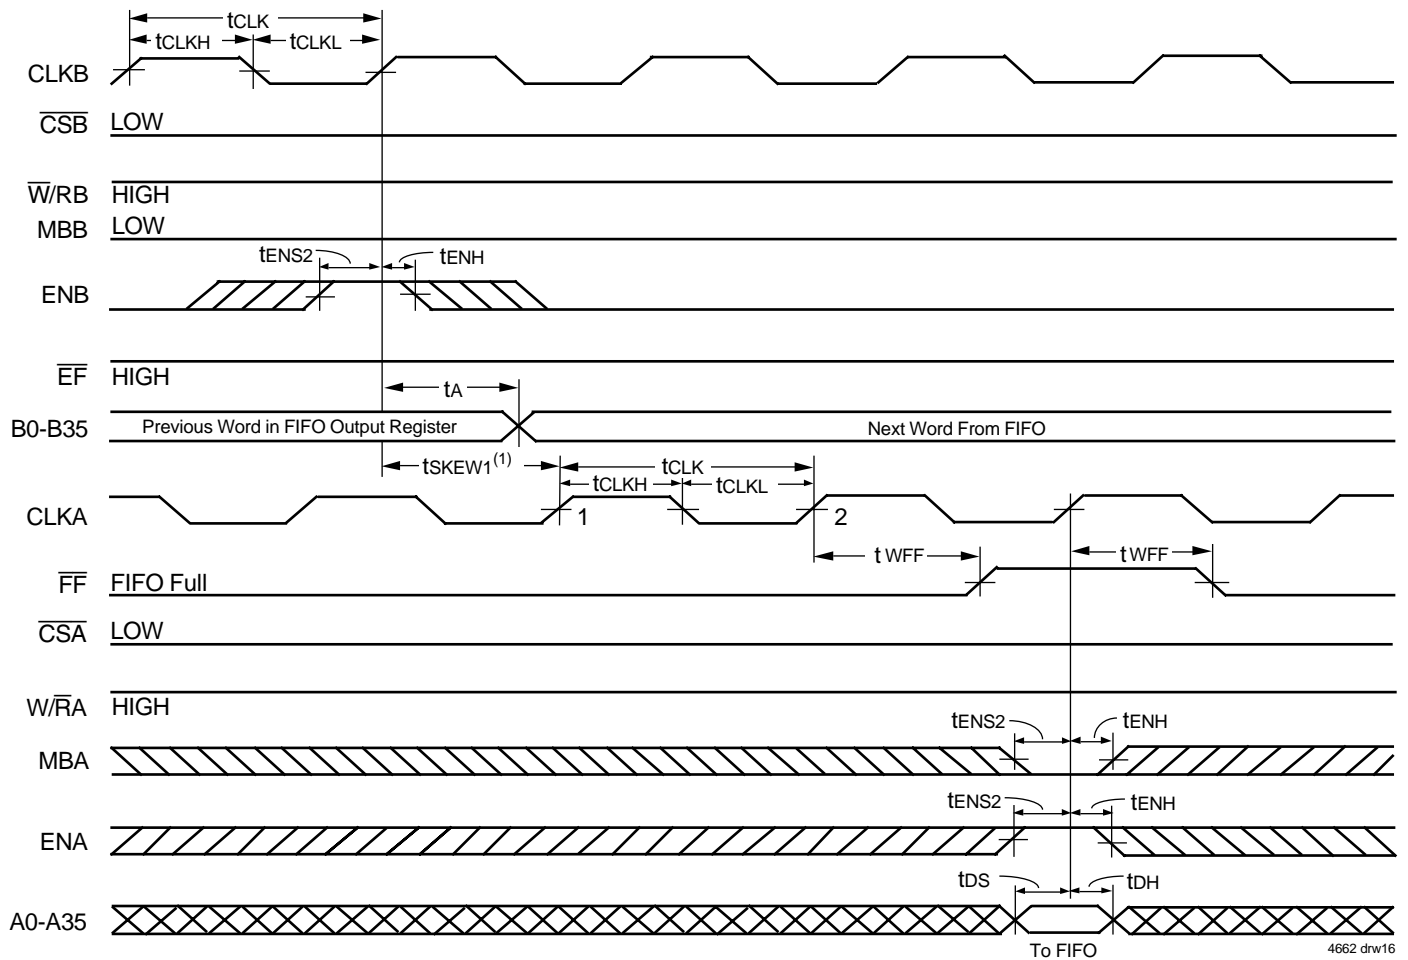 tCLK
tCLKH tCLKL
CLKB
CSB LOW
W/RB HIGH
MBB LOW
tENS2 tENH
ENB
EF HIGH
tA
B0-B35 Previous Word in FIFO Output Register Next Word From FIFO
tSKEW1(1) tCLK
tCLKH tCLKL
CLKA 1 2
tWFF tWFF
FF FIFO Full
CSA LOW
W/RA HIGH
tENS2 tENH
MBA
tENS2 tENH
ENA
tDS tDH
A0-A35
To FIFO
4662 drw16